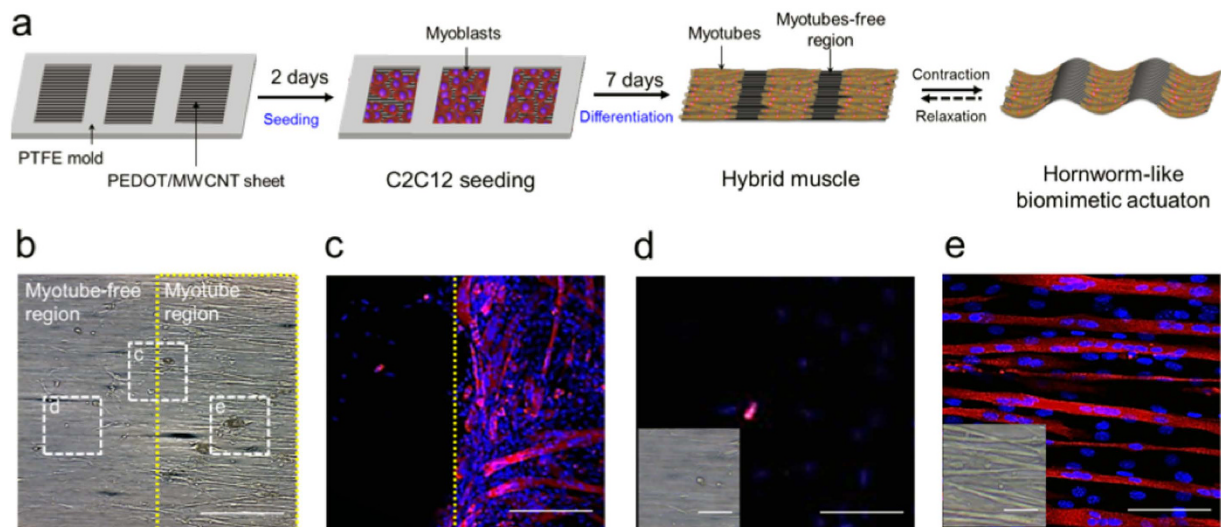 a
Myoblasts
Myotubes
Myotubes-free
region
2 days
Seeding
7 days
Differentiation
Contraction
Relaxation
PTFE mold
PEDOT/MWCNT sheet
C2C12 seeding
Hybrid muscle
Hornworm-like
biomimetic actuaton
b
c
d
e
Myotube-free
region
Myotube
region
c
d
e